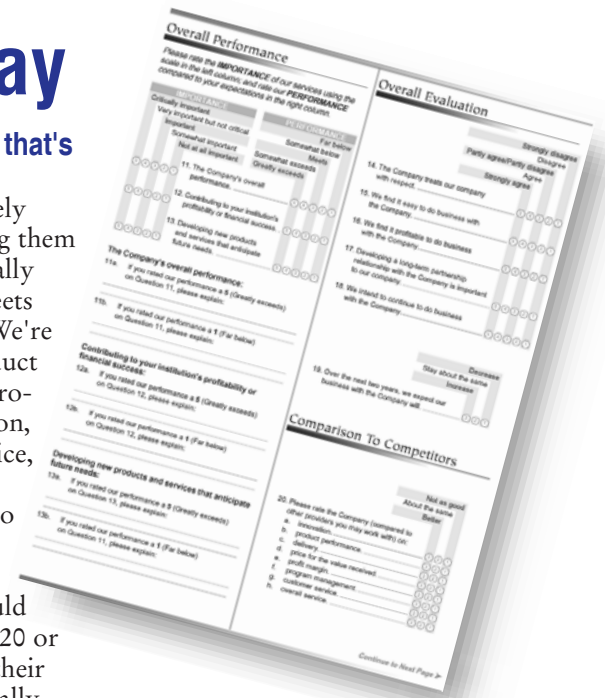 ay
that's
ely
g them
ally
eets
We're
uct
ro-
on,
ice,
o
uld
20 or
heir
ally
Overall Performance
Please rate the IMPORTANCE of our services using the
scale in the left column; and rate our PERFORMANCE
compared to your expectations in the right column.
IMPORTANCE
Critically important
Very important but not critical
Important
Somewhat important
Not at all important
PERFORMANCE
Far below
Somewhat below
Meets
Somewhat exceeds
Greatly exceeds
11. The Company's overall
performance.
12. Contributing to your institution's
profitability or financial success.
13. Developing new products
and services that anticipate
future needs.
The Company's overall performance:
11a. If you rated our performance a 5 (Greatly exceeds)
on Question 11, please explain:
11b. If you rated our performance a 1 (Far below)
on Question 11, please explain:
Contributing to your institution's profitability or
financial success:
12a. If you rated our performance a 5 (Greatly exceeds)
on Question 12, please explain:
12b. If you rated our performance a 1 (Far below)
on Question 12, please explain:
Developing new products and services that anticipate
future needs:
13a. If you rated our performance a 5 (Greatly exceeds)
on Question 13, please explain:
13b. If you rated our performance a 1 (Far below)
on Question 13, please explain:
Overall Evaluation
Strongly disagree
Disagree
Partly agree/Partly disagree
Agree
Strongly agree
14. The Company treats our company
with respect.
15. We find it easy to do business with
the Company.
16. We find it profitable to do business
with the Company.
17. Developing a long-term partnership
relationship with the Company is important
to our company.
18. We intend to continue to do business
with the Company.
Decrease
Stay about the same
Increase
19. Over the next two years, we expect our
business with the Company will
Comparison To Competitors
Not as good
About the same
Better
20. Please rate the Company (compared to
other providers you may work with) on:
a. innovation
b. product performance
c. delivery
d. price for the value received
e. profit margin
f. program management
g. customer service
h. overall service
Continue to Next Page